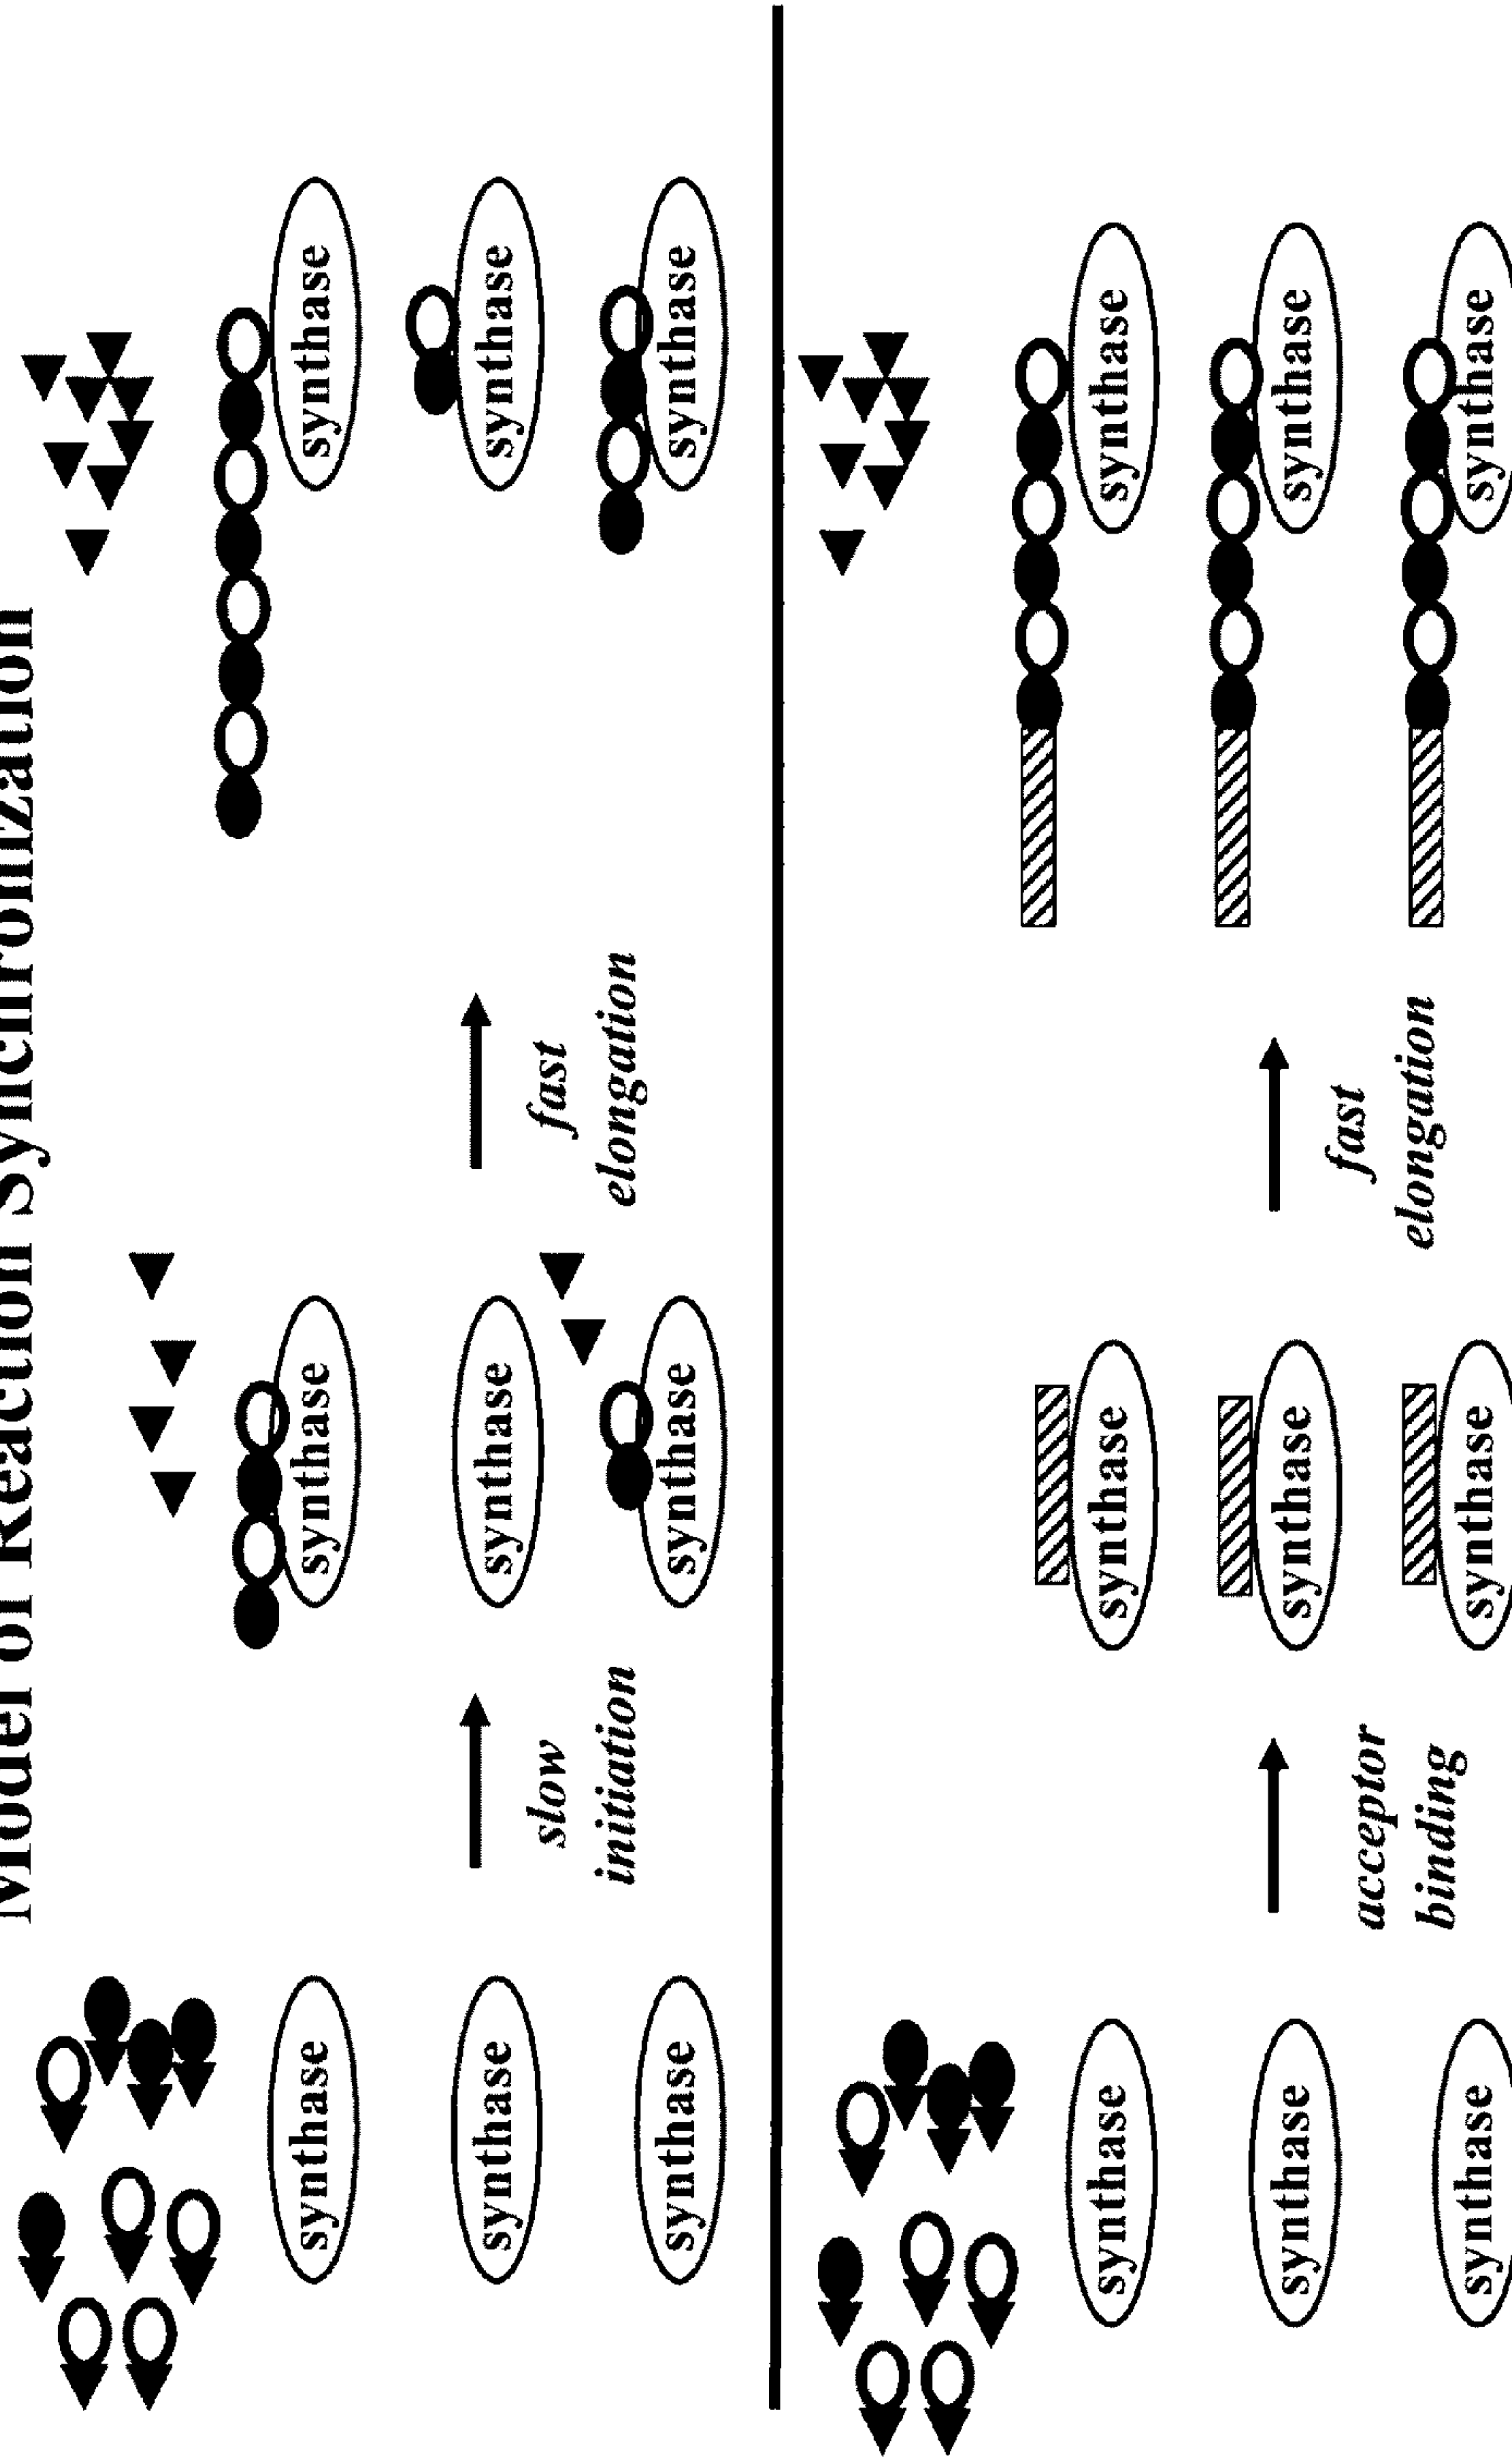 Model of Reaction Synchronization
synthase
synthase
synthase
slow
initiation
synthase
synthase
synthase
fast
elongation
synthase
synthase
synthase
synthase
synthase
synthase
acceptor
binding
synthase
synthase
synthase
fast
elongation
synthase
synthase
synthase